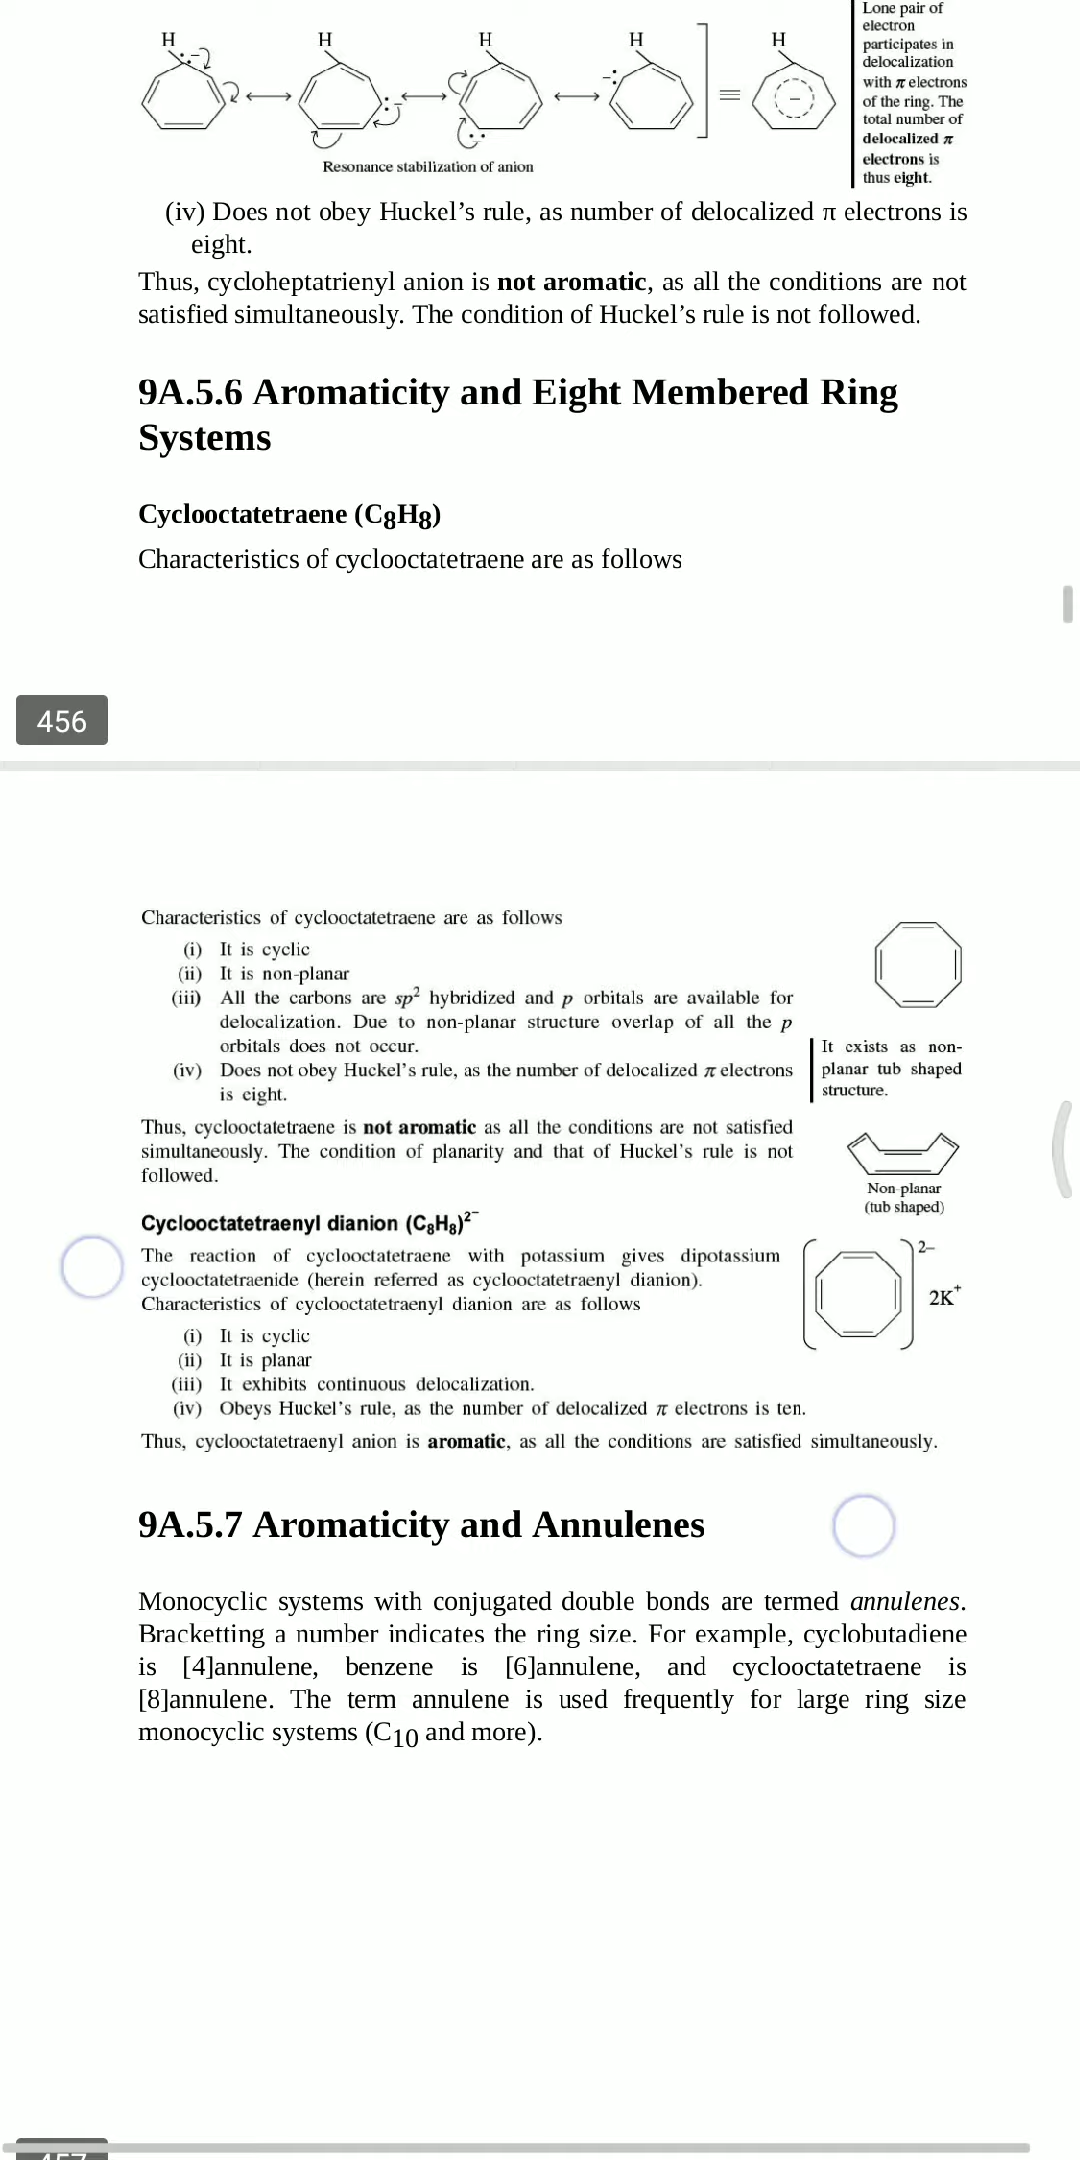 Lone pair of
electron
participates in
delocalization
with π electrons
of the ring. The
total number of
delocalized π
electrons is
thus eight.
H H H H H
Resonance stabilization of anion
(iv) Does not obey Huckel’s rule, as number of delocalized π electrons is
eight.
Thus, cycloheptatrienyl anion is not aromatic, as all the conditions are not
satisfied simultaneously. The condition of Huckel’s rule is not followed.
9A.5.6 Aromaticity and Eight Membered Ring
Systems
Cyclooctatetraene (C8H8)
Characteristics of cyclooctatetraene are as follows
456
Characteristics of cyclooctatetraene are as follows
(i) It is cyclic
(ii) It is non-planar
(iii) All the carbons are sp² hybridized and p orbitals are available for
delocalization. Due to non-planar structure overlap of all the p
orbitals does not occur.
(iv) Does not obey Huckel’s rule, as the number of delocalized π electrons
is eight.
It exists as non-
planar tub shaped
structure.
Thus, cyclooctatetraene is not aromatic as all the conditions are not satisfied
simultaneously. The condition of planarity and that of Huckel’s rule is not
followed.
Non-planar
(tub shaped)
Cyclooctatetraenyl dianion (C₈H₈)²⁻
The reaction of cyclooctatetraene with potassium gives dipotassium
cyclooctatetraenide (herein referred as cyclooctatetraenyl dianion).
Characteristics of cyclooctatetraenyl dianion are as follows
2–
2K⁺
(i) It is cyclic
(ii) It is planar
(iii) It exhibits continuous delocalization.
(iv) Obeys Huckel’s rule, as the number of delocalized π electrons is ten.
Thus, cyclooctatetraenyl anion is aromatic, as all the conditions are satisfied simultaneously.
9A.5.7 Aromaticity and Annulenes
Monocyclic systems with conjugated double bonds are termed annulenes.
Bracketting a number indicates the ring size. For example, cyclobutadiene
is [4]annulene, benzene is [6]annulene, and cyclooctatetraene is
[8]annulene. The term annulene is used frequently for large ring size
monocyclic systems (C10 and more).
457